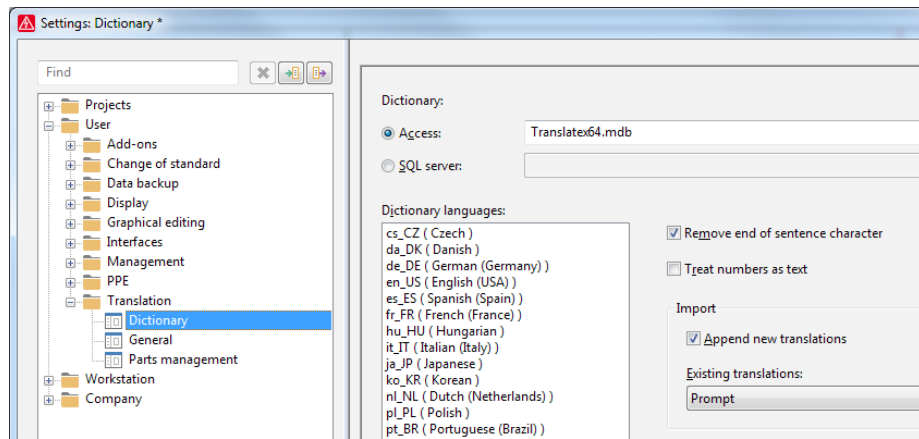 Settings: Dictionary *
Find
Projects
User
Add-ons
Change of standard
Data backup
Display
Graphical editing
Interfaces
Management
PPE
Translation
Dictionary
General
Parts management
Workstation
Company
Dictionary:
Access:
Translatex64.mdb
SQL server:
Dictionary languages:
cs_CZ ( Czech )
da_DK ( Danish )
de_DE ( German (Germany) )
en_US ( English (USA) )
es_ES ( Spanish (Spain) )
fr_FR ( French (France) )
hu_HU ( Hungarian )
it_IT ( Italian (Italy) )
ja_JP ( Japanese )
ko_KR ( Korean )
nl_NL ( Dutch (Netherlands) )
pl_PL ( Polish )
pt_BR ( Portuguese (Brazil) )
Remove end of sentence character
Treat numbers as text
Import
Append new translations
Existing translations:
Prompt